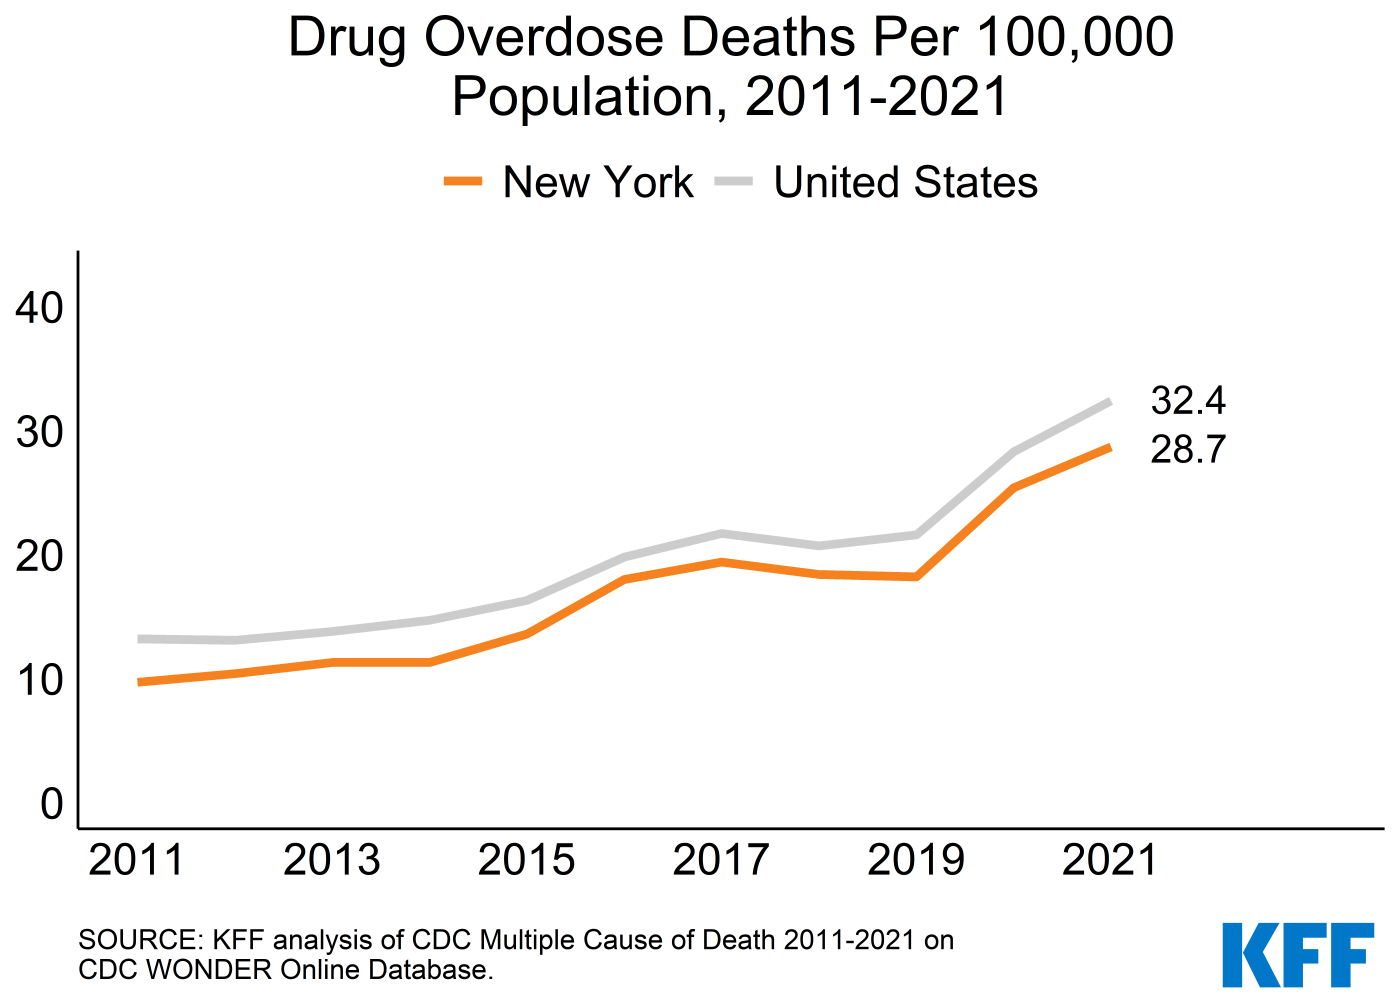 Drug Overdose Deaths Per 100,000
Population, 2011-2021
New York United States
40
30
20
10
0
32.4
28.7
2011 2013 2015 2017 2019 2021
SOURCE: KFF analysis of CDC Multiple Cause of Death 2011-2021 on
CDC WONDER Online Database.
KFF